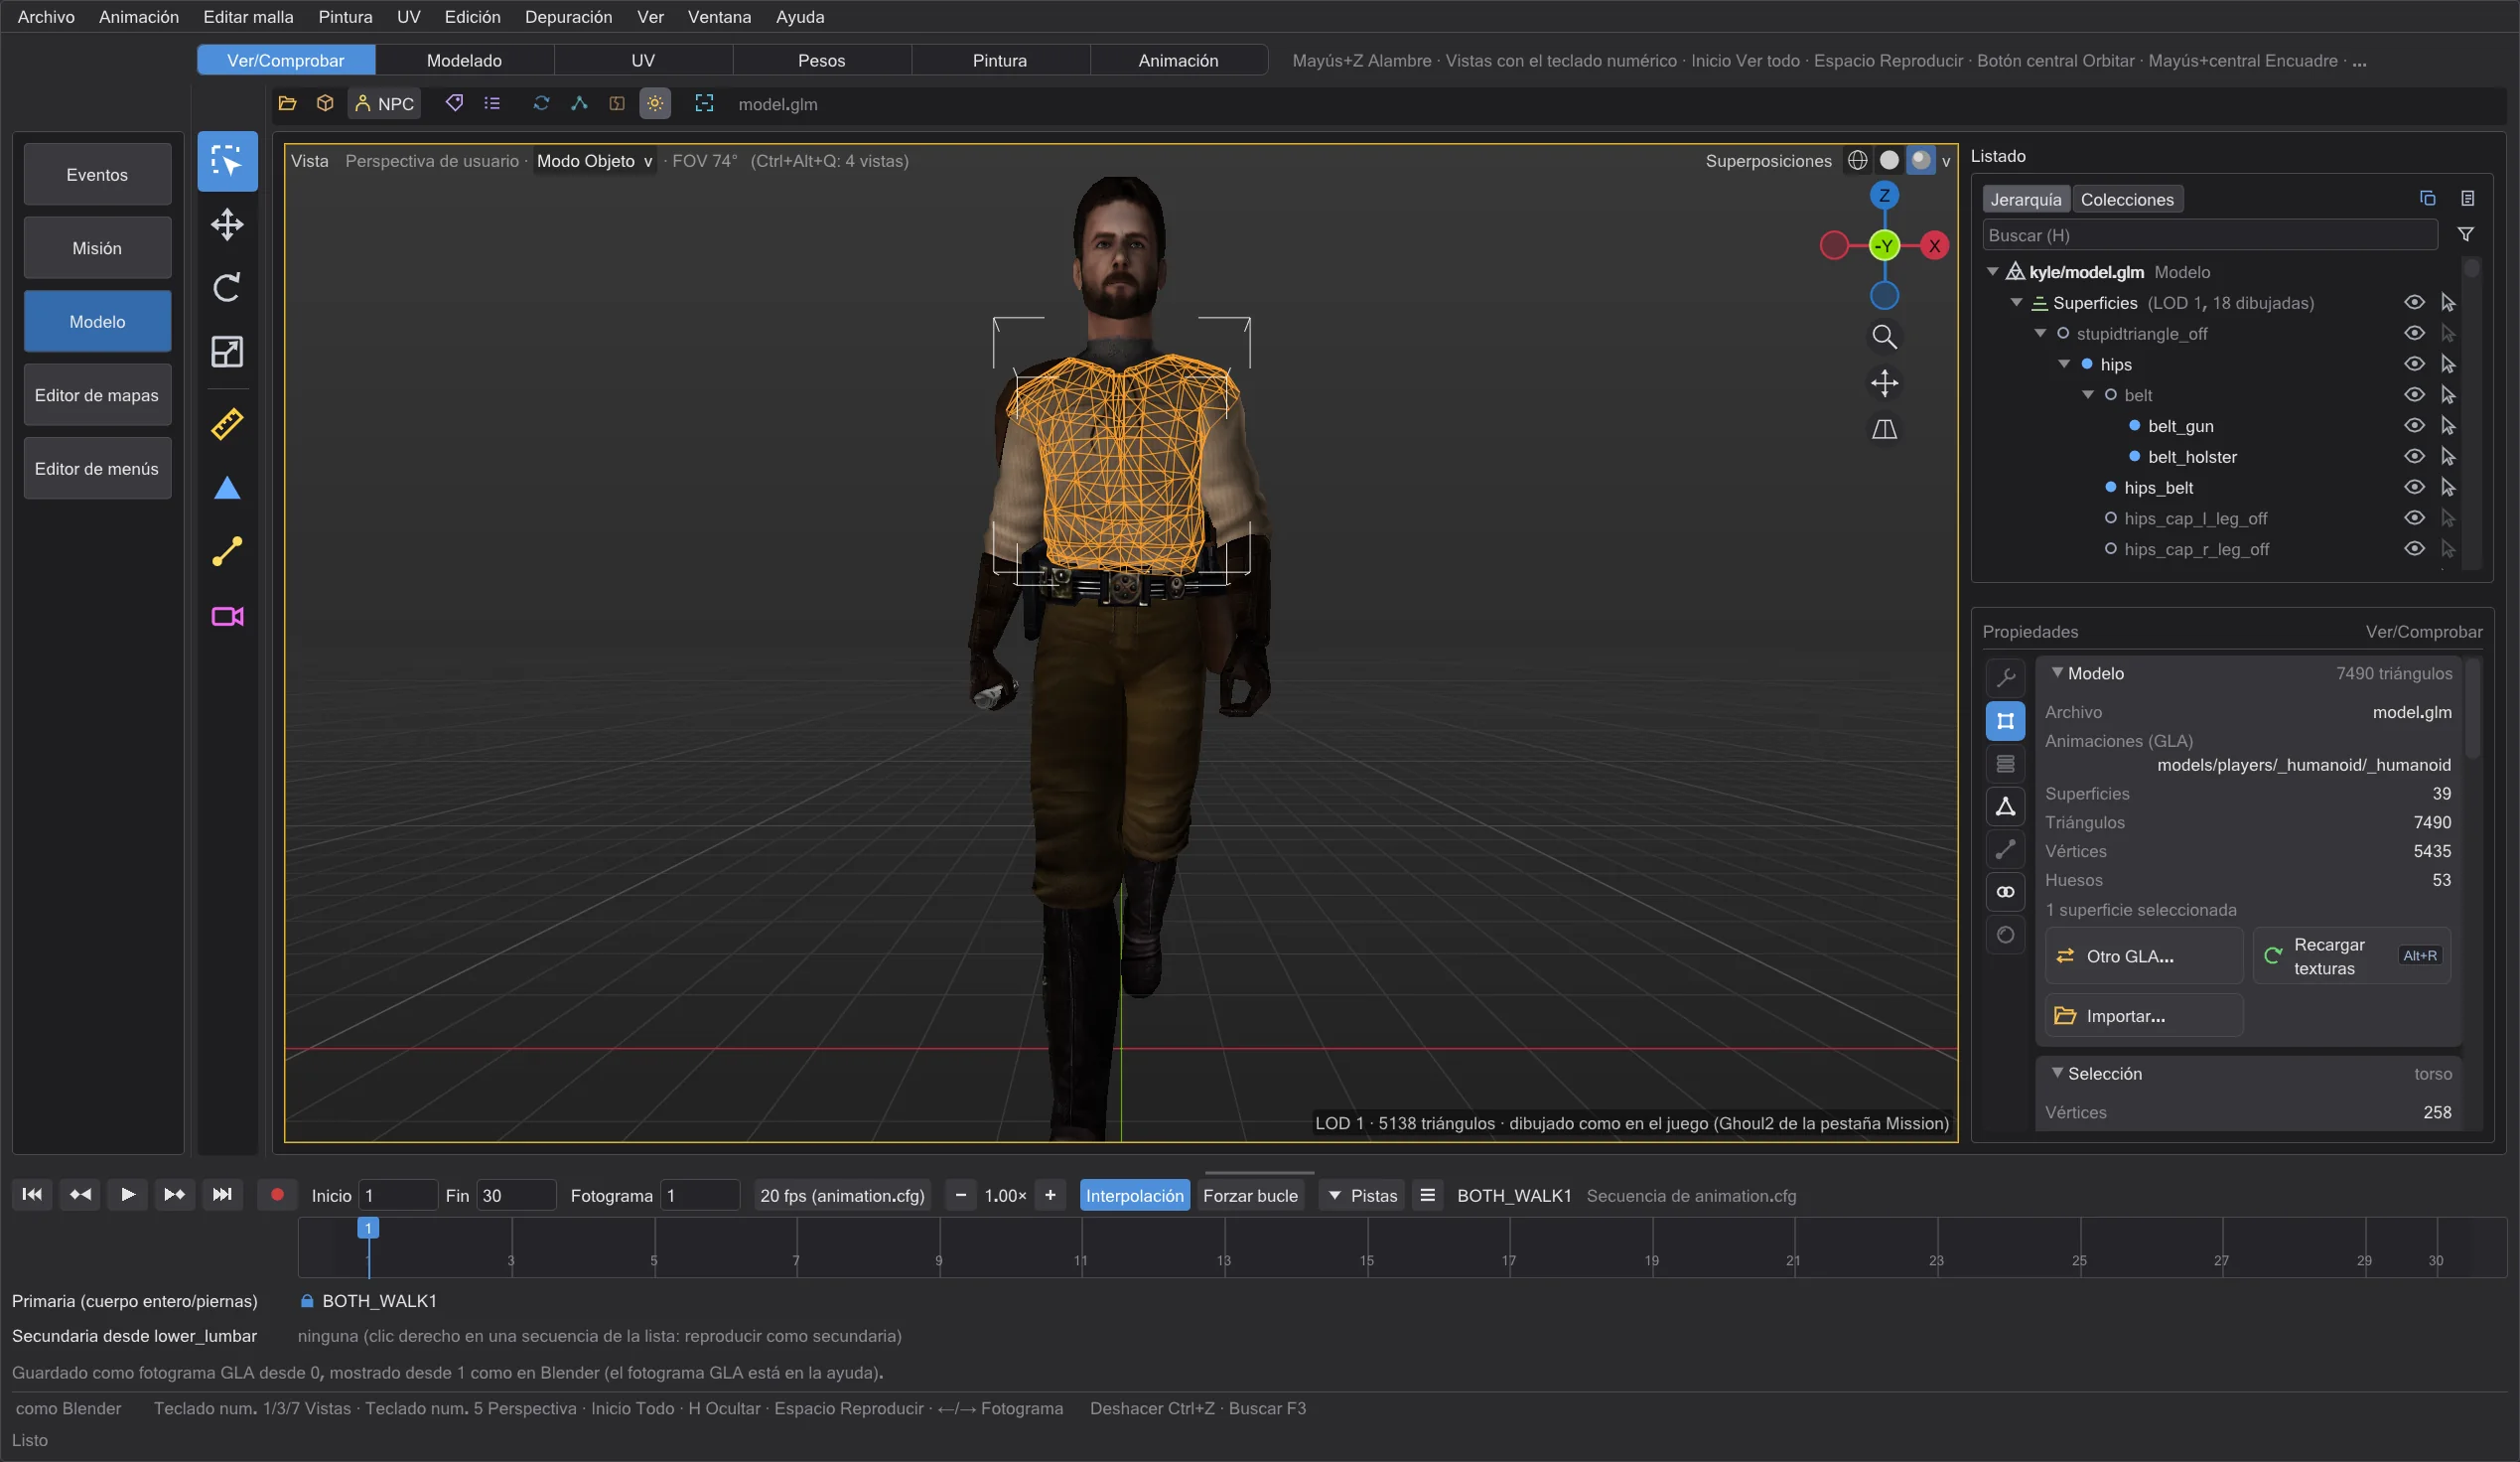 Archivo Animación Editar malla Pintura UV Edición Depuración Ver Ventana Ayuda
Ver/Comprobar Modelado UV Pesos Pintura Animación Mayús+Z Alambre · Vistas con el teclado numérico · Inicio Ver todo · Espacio Reproducir · Botón central Orbitar · Mayús+central Encuadre · ...
NPC model.glm
Eventos
Misión
Modelo
Editor de mapas
Editor de menús
Vista Perspectiva de usuario · Modo Objeto v · FOV 74° (Ctrl+Alt+Q: 4 vistas) Superposiciones v
Z
-Y X
LOD 1 · 5138 triángulos · dibujado como en el juego (Ghoul2 de la pestaña Mission)
Listado
Jerarquía Colecciones
Buscar (H)
kyle/model.glm Modelo
Superficies (LOD 1, 18 dibujadas)
stupidtriangle_off
hips
belt
belt_gun
belt_holster
hips_belt
hips_cap_l_leg_off
hips_cap_r_leg_off
Propiedades Ver/Comprobar
Modelo 7490 triángulos
Archivo model.glm
Animaciones (GLA)
models/players/_humanoid/_humanoid
Superficies 39
Triángulos 7490
Vértices 5435
Huesos 53
1 superficie seleccionada
Otro GLA... Recargar texturas Alt+R
Importar...
Selección torso
Vértices 258
Inicio 1 Fin 30 Fotograma 1 20 fps (animation.cfg) − 1.00× + Interpolación Forzar bucle Pistas BOTH_WALK1 Secuencia de animation.cfg
1
1 3 5 7 9 11 13 15 17 19 21 23 25 27 29 30
Primaria (cuerpo entero/piernas) BOTH_WALK1
Secundaria desde lower_lumbar ninguna (clic derecho en una secuencia de la lista: reproducir como secundaria)
Guardado como fotograma GLA desde 0, mostrado desde 1 como en Blender (el fotograma GLA está en la ayuda).
como Blender Teclado num. 1/3/7 Vistas · Teclado num. 5 Perspectiva · Inicio Todo · H Ocultar · Espacio Reproducir · ←/→ Fotograma Deshacer Ctrl+Z · Buscar F3
Listo